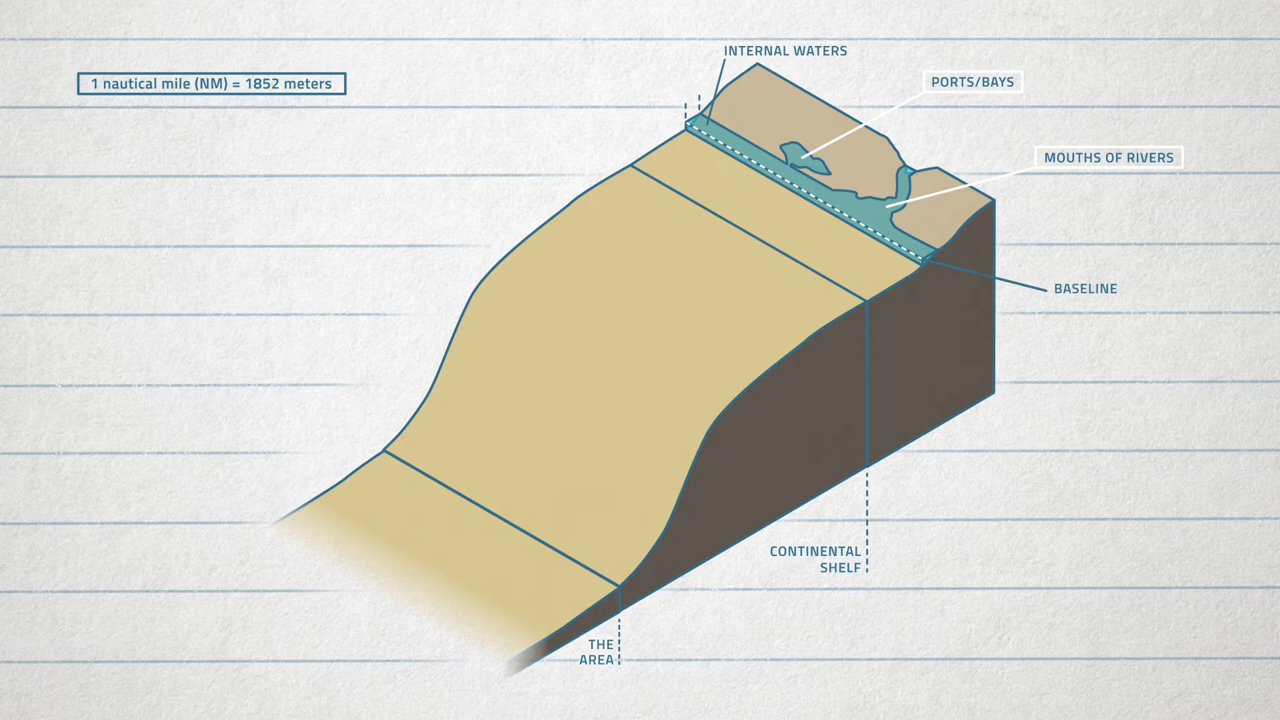 INTERNAL WATERS
1 nautical mile (NM) = 1852 meters
PORTS/BAYS
MOUTHS OF RIVERS
BASELINE
CONTINENTAL
SHELF
THE
AREA